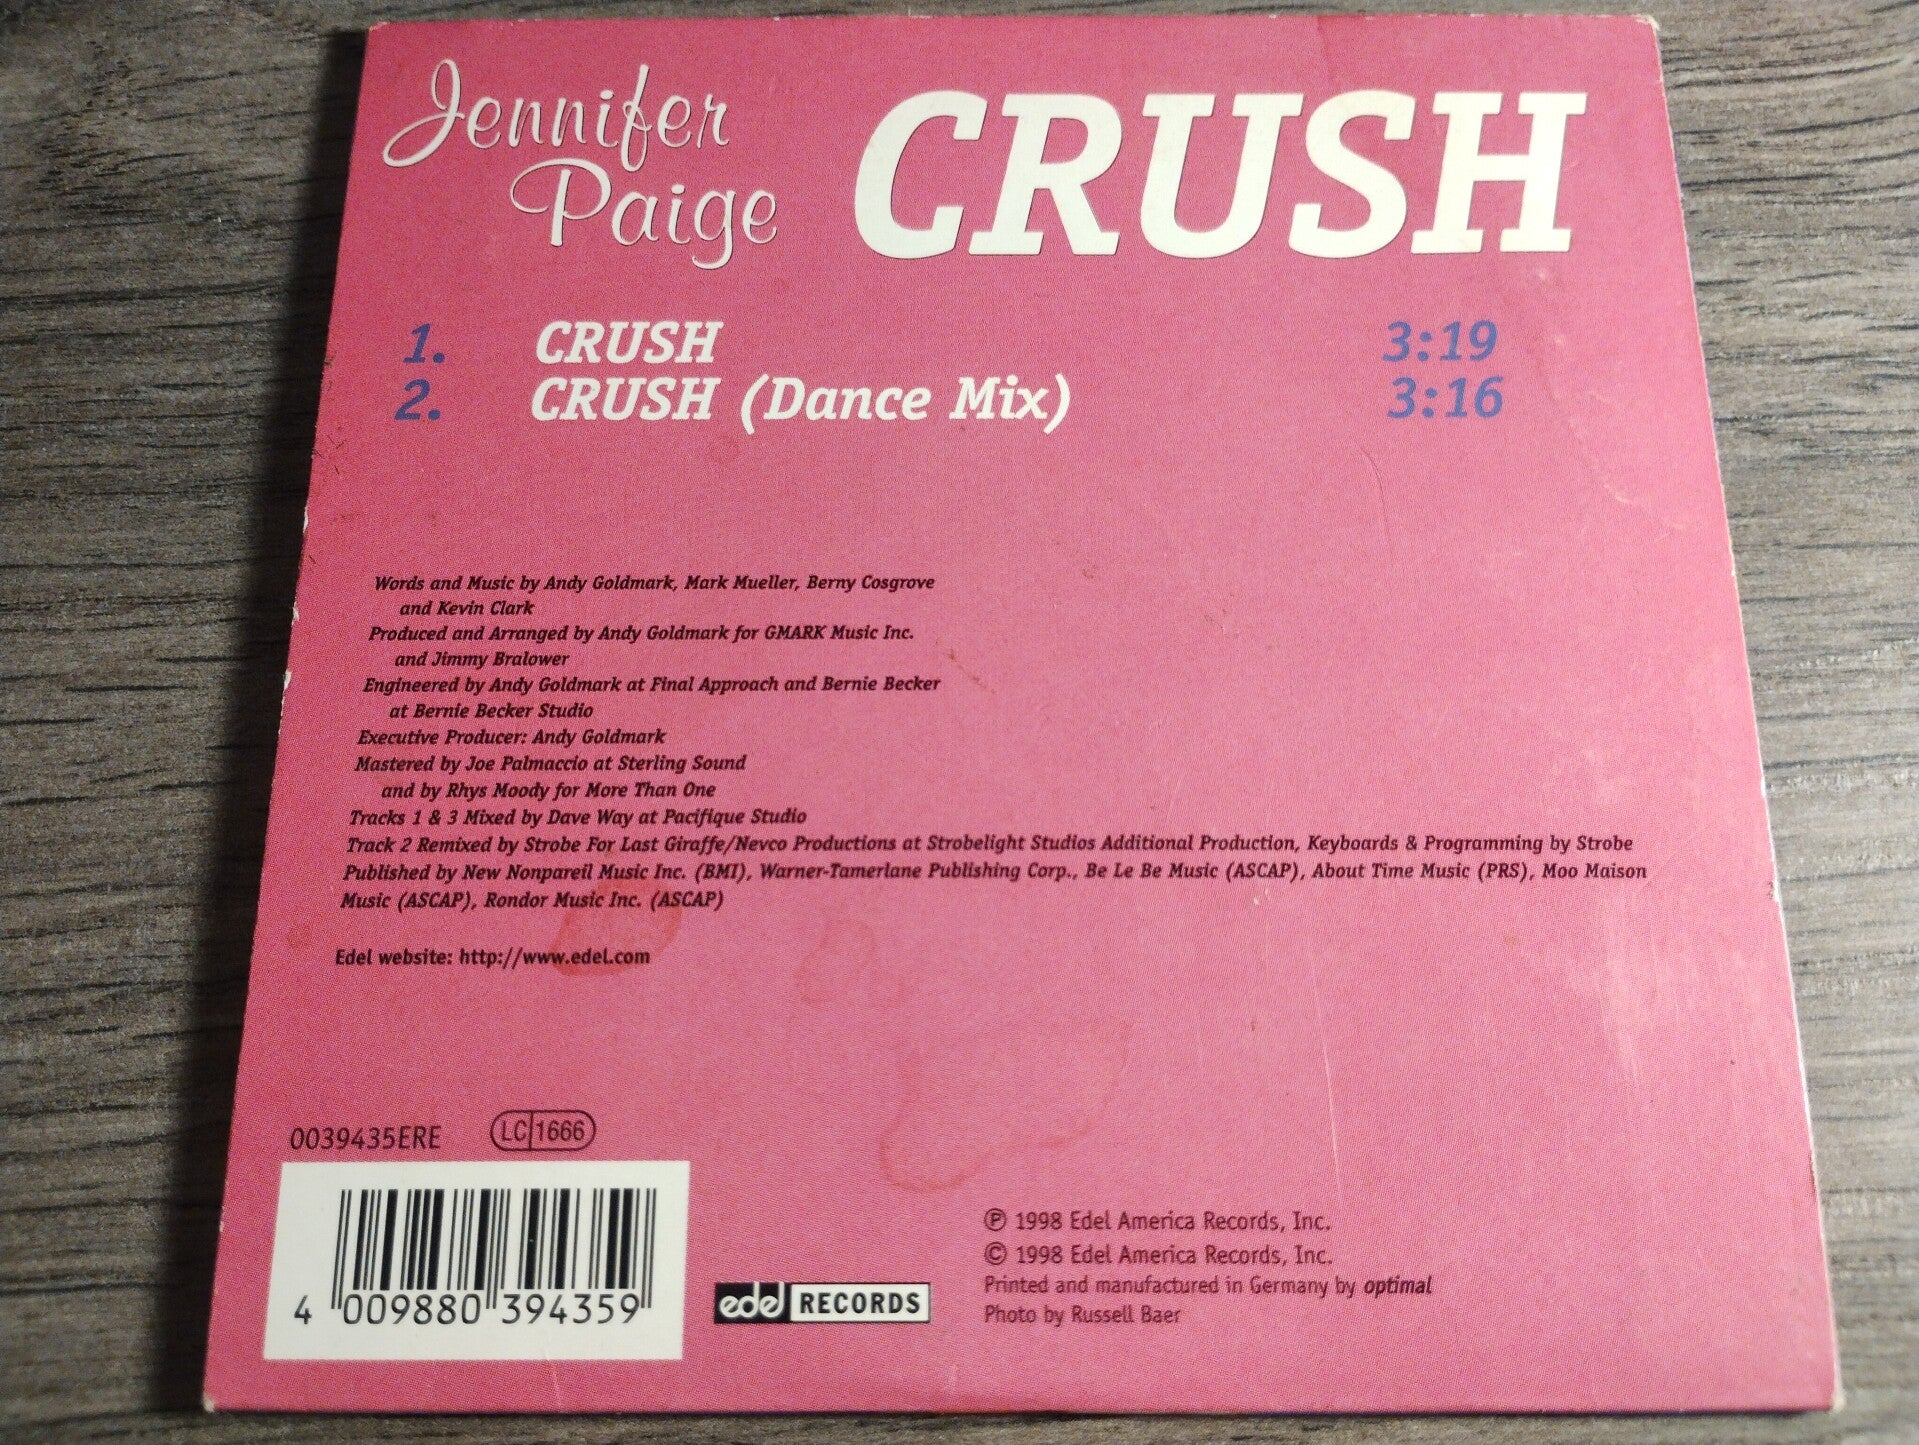 Jennifer
Paige
CRUSH
1. CRUSH 3:19
2. CRUSH (Dance Mix) 3:16
Words and Music by Andy Goldmark, Mark Mueller, Berny Cosgrove
and Kevin Clark
Produced and Arranged by Andy Goldmark for GMARK Music Inc.
and Jimmy Bralower
Engineered by Andy Goldmark at Final Approach and Bernie Becker
at Bernie Becker Studio
Executive Producer: Andy Goldmark
Mastered by Joe Palmaccio at Sterling Sound
and by Rhys Moody for More Than One
Tracks 1 & 3 Mixed by Dave Way at Pacifique Studio
Track 2 Remixed by Strobe For Last Giraffe/Nevco Productions at Strobelight Studios Additional Production, Keyboards & Programming by Strobe
Published by New Nonpareil Music Inc. (BMI), Warner-Tamerlane Publishing Corp., Be Le Be Music (ASCAP), About Time Music (PRS), Moo Maison
Music (ASCAP), Rondor Music Inc. (ASCAP)
Edel website: http://www.edel.com
0039435ERE LC 1666
4 009880 394359
edel RECORDS
℗ 1998 Edel America Records, Inc.
© 1998 Edel America Records, Inc.
Printed and manufactured in Germany by optimal
Photo by Russell Baer